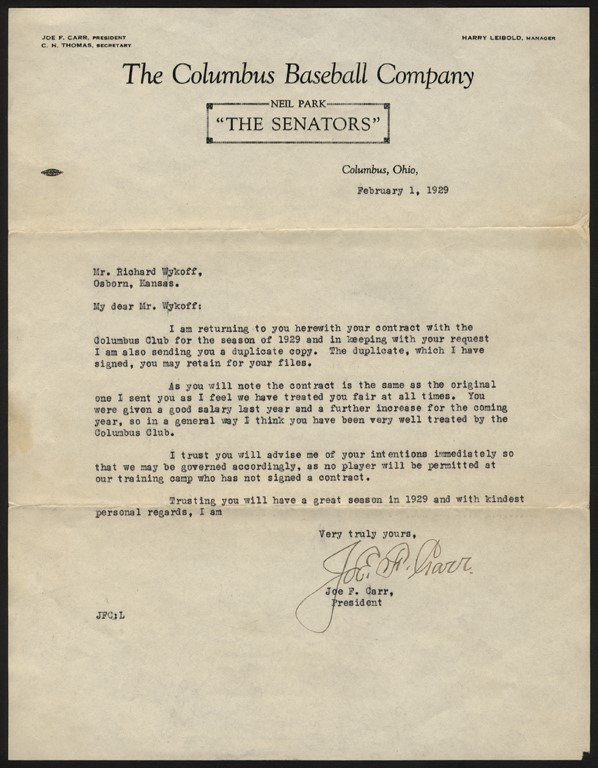 JOE F. CARR, PRESIDENT
C. H. THOMAS, SECRETARY
HARRY LEIBOLD, MANAGER
The Columbus Baseball Company
NEIL PARK
"THE SENATORS"
Columbus, Ohio,
February 1, 1929
Mr. Richard Wykoff,
Osborn, Kansas.
My dear Mr. Wykoff:
I am returning to you herewith your contract with the
Columbus Club for the season of 1929 and in keeping with your request
I am also sending you a duplicate copy. The duplicate, which I have
signed, you may retain for your files.
As you will note the contract is the same as the original
one I sent you as I feel we have treated you fair at all times. You
were given a good salary last year and a further increase for the coming
year, so in a general way I think you have been very well treated by the
Columbus Club.
I trust you will advise me of your intentions immediately so
that we may be governed accordingly, as no player will be permitted at
our training camp who has not signed a contract.
Trusting you will have a great season in 1929 and with kindest
personal regards, I am
Very truly yours,
Joe F. Carr.
Joe F. Carr,
President
JFC;L